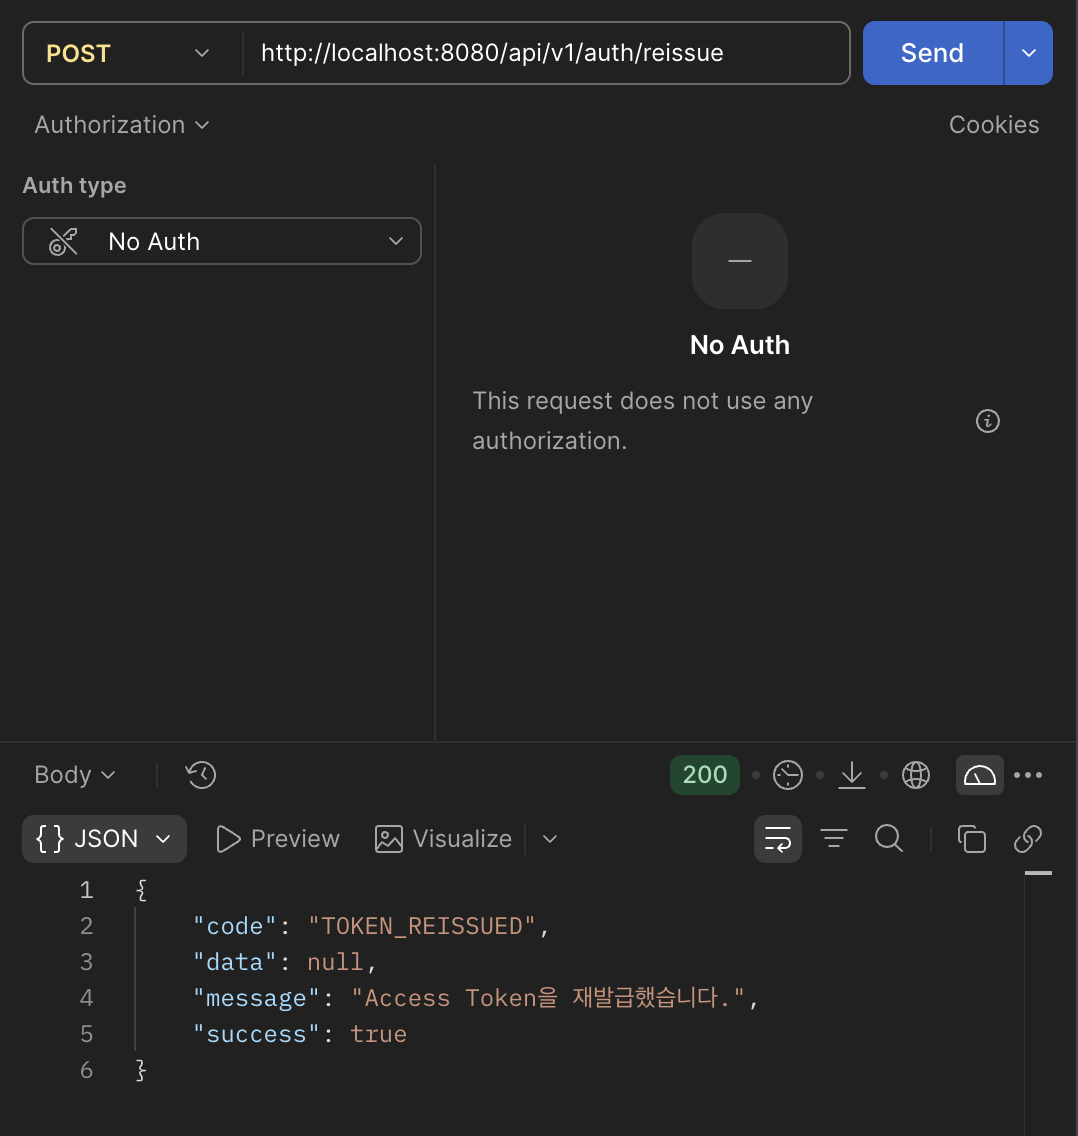 POST
http://localhost:8080/api/v1/auth/reissue
Send
Authorization
Cookies
Auth type
No Auth
No Auth
This request does not use any
authorization.
Body
200
{} JSON
Preview
Visualize
1 {
2 "code": "TOKEN_REISSUED",
3 "data": null,
4 "message": "Access Token을 재발급했습니다.",
5 "success": true
6 }